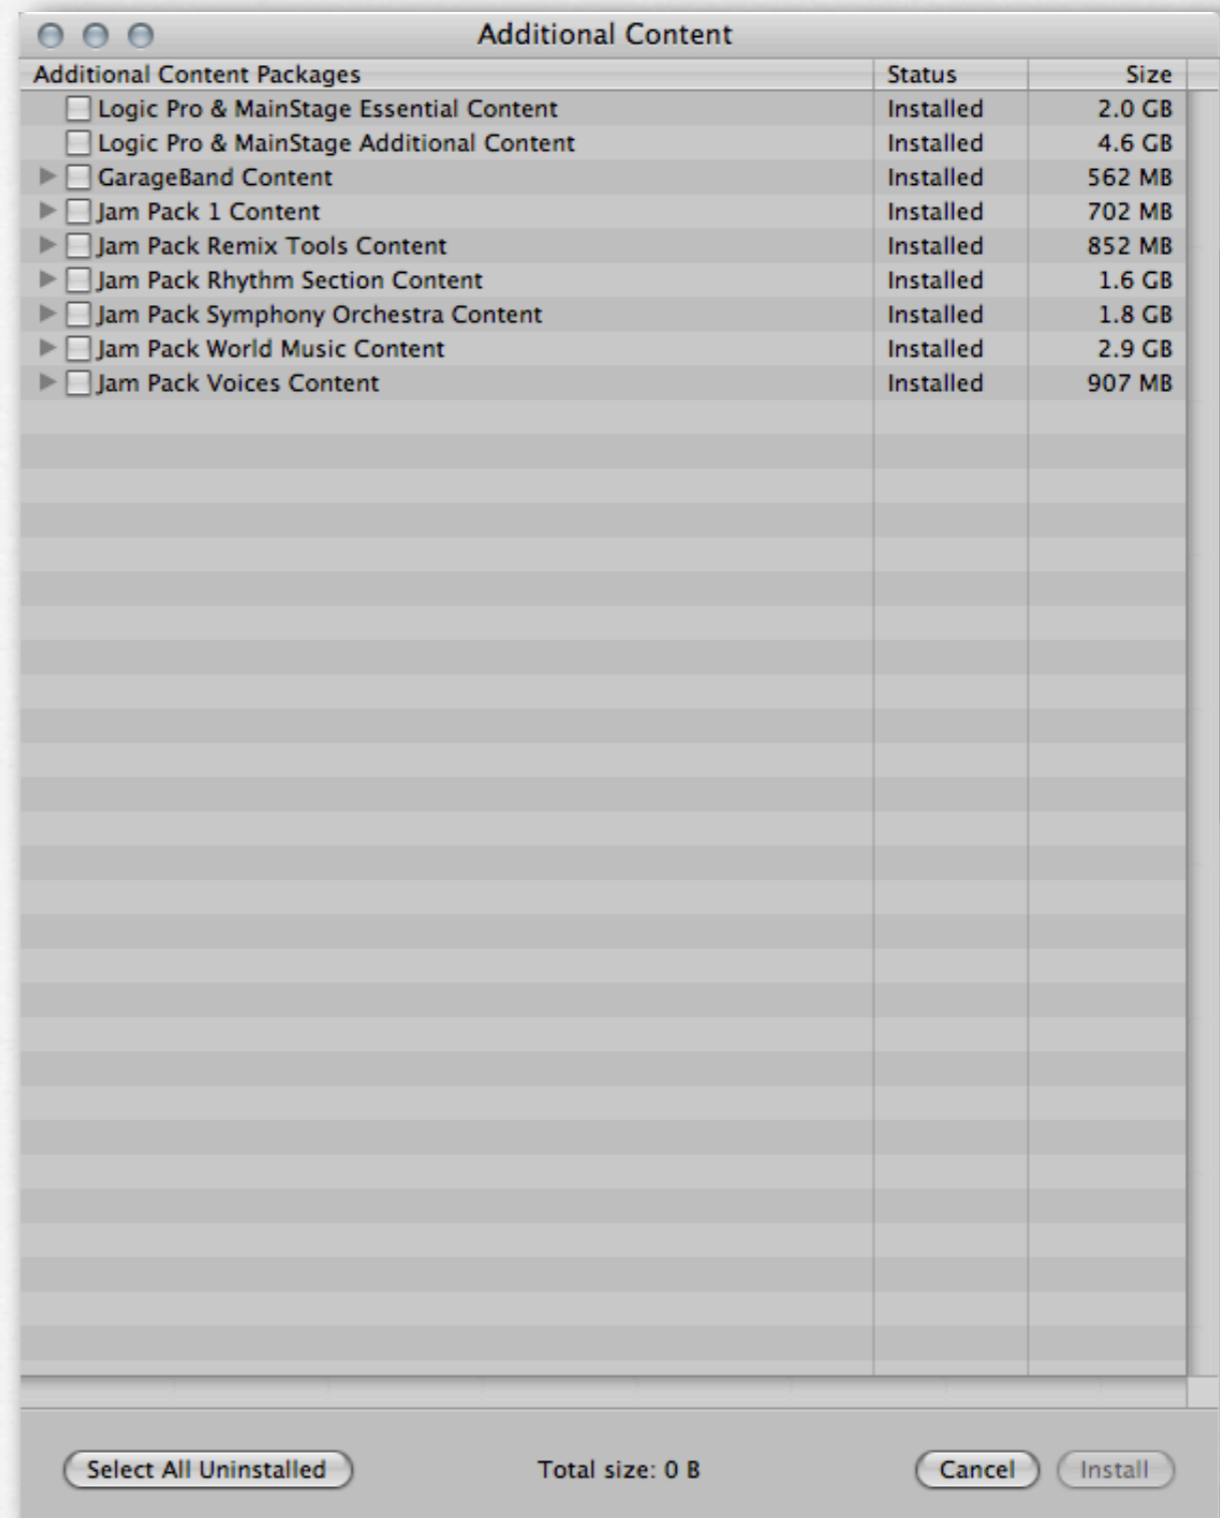 Additional Content
Additional Content Packages Status Size
Logic Pro & MainStage Essential Content Installed 2.0 GB
Logic Pro & MainStage Additional Content Installed 4.6 GB
GarageBand Content Installed 562 MB
Jam Pack 1 Content Installed 702 MB
Jam Pack Remix Tools Content Installed 852 MB
Jam Pack Rhythm Section Content Installed 1.6 GB
Jam Pack Symphony Orchestra Content Installed 1.8 GB
Jam Pack World Music Content Installed 2.9 GB
Jam Pack Voices Content Installed 907 MB
Select All Uninstalled Total size: 0 B Cancel Install